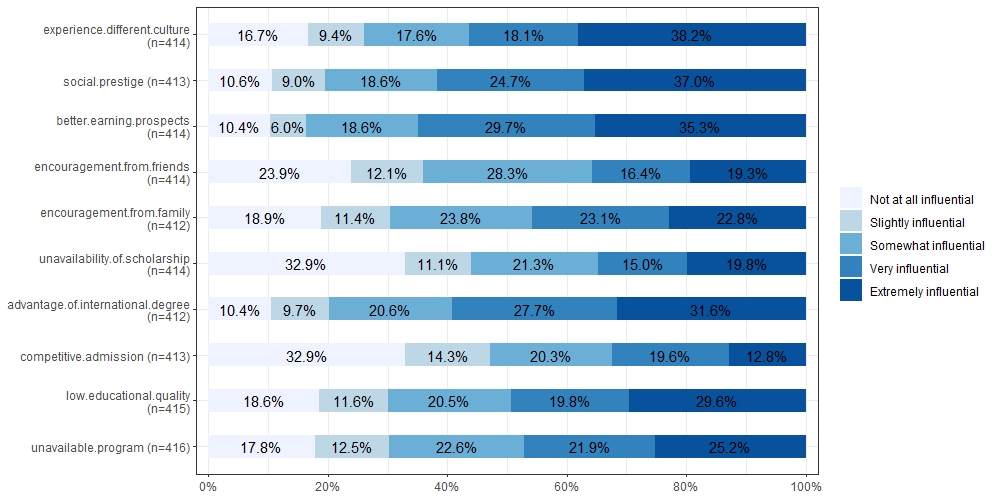 experience.different.culture
(n=414)
16.7% 9.4% 17.6% 18.1% 38.2%
social.prestige (n=413)
10.6% 9.0% 18.6% 24.7% 37.0%
better.earning.prospects
(n=414)
10.4% 6.0% 18.6% 29.7% 35.3%
encouragement.from.friends
(n=414)
23.9% 12.1% 28.3% 16.4% 19.3%
encouragement.from.family
(n=412)
18.9% 11.4% 23.8% 23.1% 22.8%
unavailability.of.scholarship
(n=414)
32.9% 11.1% 21.3% 15.0% 19.8%
advantage.of.international.degree
(n=412)
10.4% 9.7% 20.6% 27.7% 31.6%
competitive.admission (n=413)
32.9% 14.3% 20.3% 19.6% 12.8%
low.educational.quality
(n=415)
18.6% 11.6% 20.5% 19.8% 29.6%
unavailable.program (n=416)
17.8% 12.5% 22.6% 21.9% 25.2%
0% 20% 40% 60% 80% 100%
Not at all influential
Slightly influential
Somewhat influential
Very influential
Extremely influential